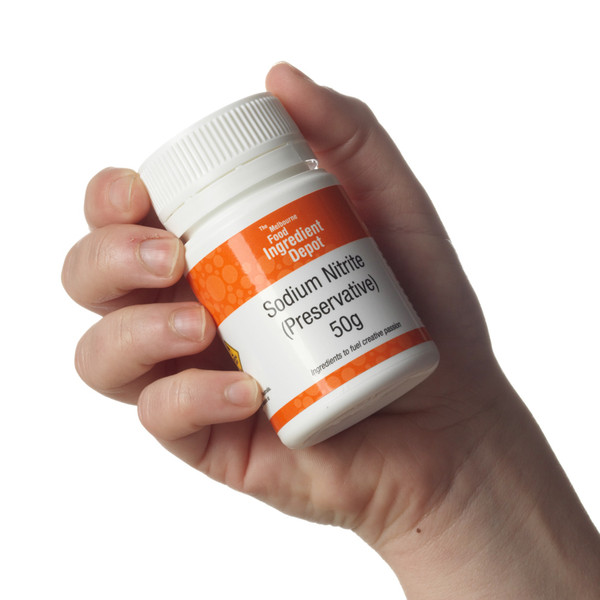 The Melbourne
Food
Ingredient
Depot
Sodium Nitrite
(Preservative)
50g
Ingredients to fuel creative passion